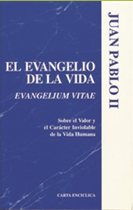 JUAN PABLO II
EL EVANGELIO
DE LA VIDA
EVANGELIUM VITAE
Sobre el Valor y
el Carácter Inviolable
de la Vida Humana
CARTA ENCICLICA